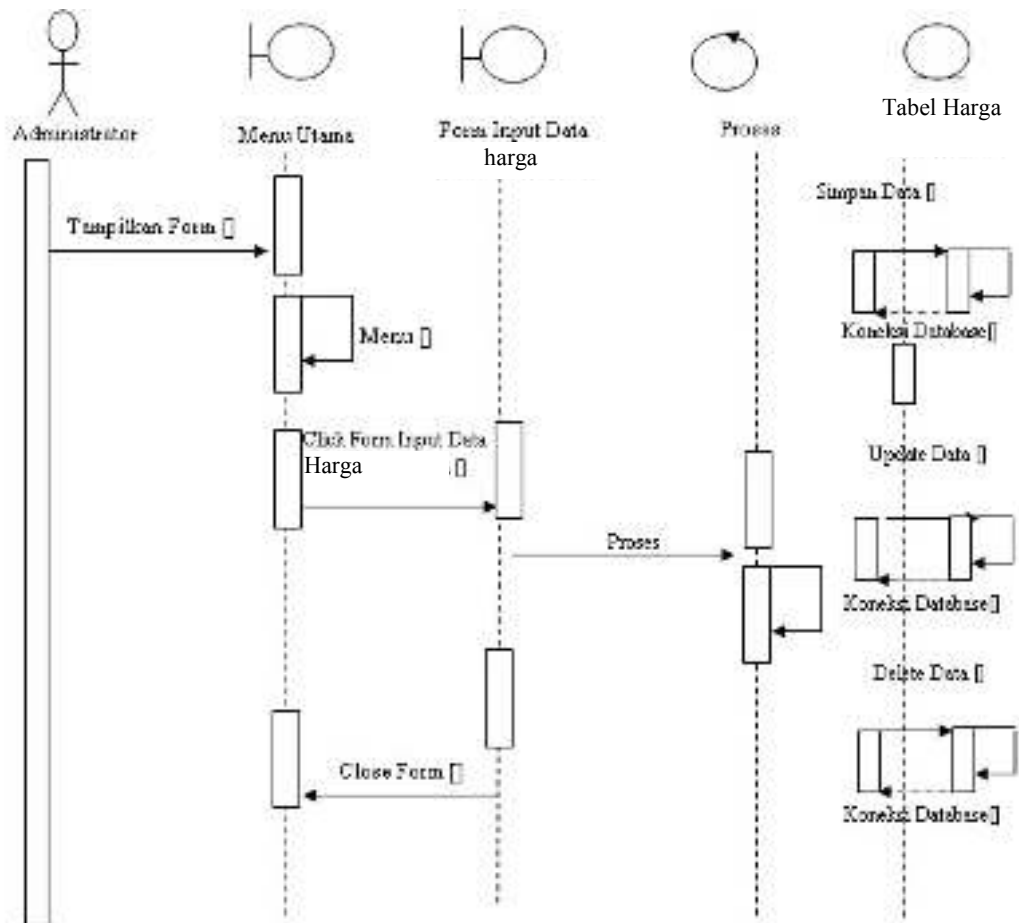 Administrator
Menu Utama
Form Input Data
harga
Proses
Tabel Harga
Simpan Data []
Tampilkan Form []
Koneksi Database[]
Menu []
Click Form Input Data
Harga []
Update Data []
Proses
Koneksi Database[]
Delete Data []
Close Form []
Koneksi Database[]